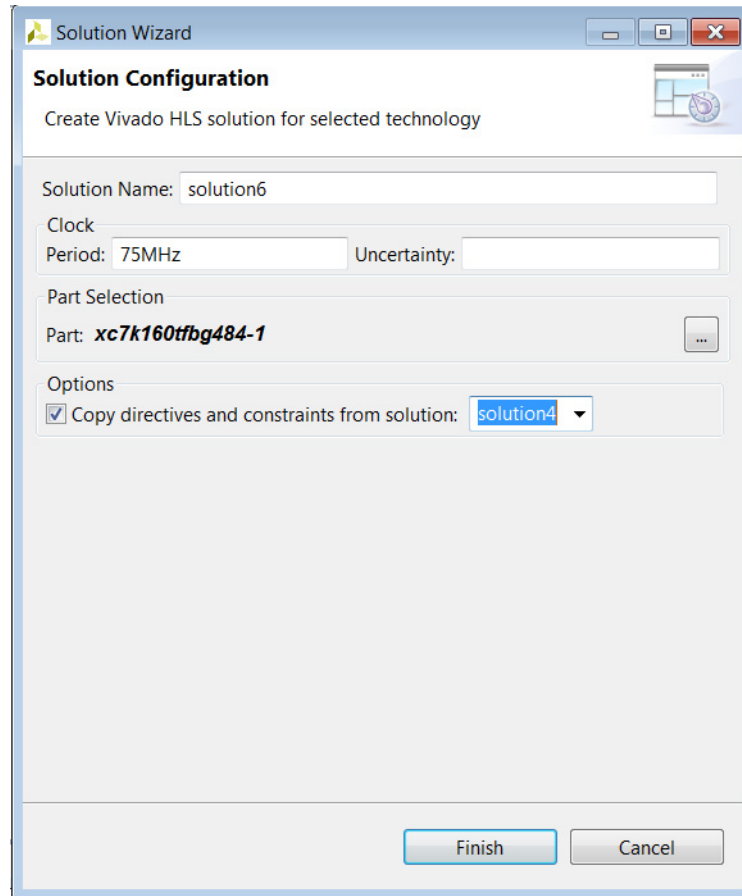 Solution Wizard
Solution Configuration
Create Vivado HLS solution for selected technology
Solution Name: solution6
Clock
Period: 75MHz Uncertainty:
Part Selection
Part: xc7k160tfbg484-1 ...
Options
Copy directives and constraints from solution: solution4
Finish Cancel